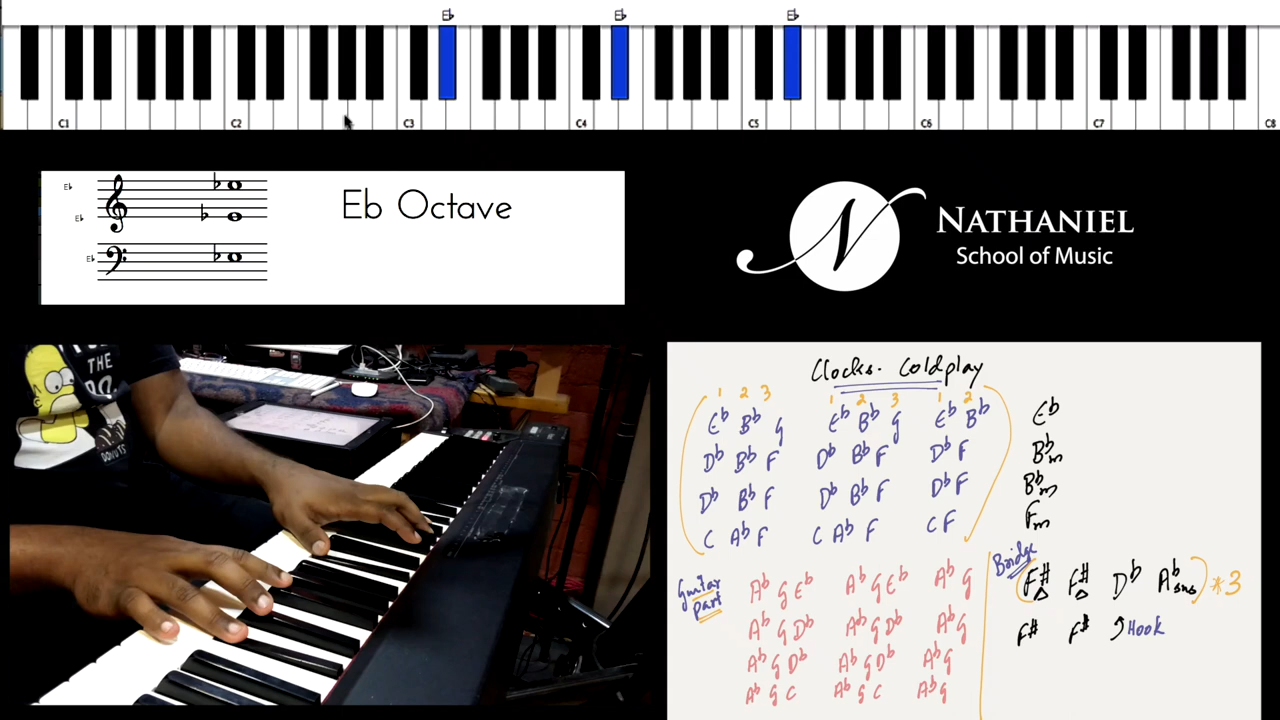 Eb Eb Eb
C1 C2 C3 C4 C5 C6 C7 C8
Eb
Eb
Eb
Eb Octave
NATHANIEL
School of Music
THE
DONUTS
Clocks. Coldplay
1 2 3 1 2 3 1 2
Eb Bb G Eb Bb G Eb Bb
Db Bb F Db Bb F Db F
Db Bb F Db Bb F Db F
C Ab F C Ab F C F
Eb
Bbm
Bbm
Fm
Guitar part
Ab G Eb Ab G Eb Ab G
Ab G Db Ab G Db Ab G
Ab G Db Ab G Db Ab G
Ab G C Ab G C Ab G
Bridge
(F#△ F#△ Db Absus) *3
F# F# Hook